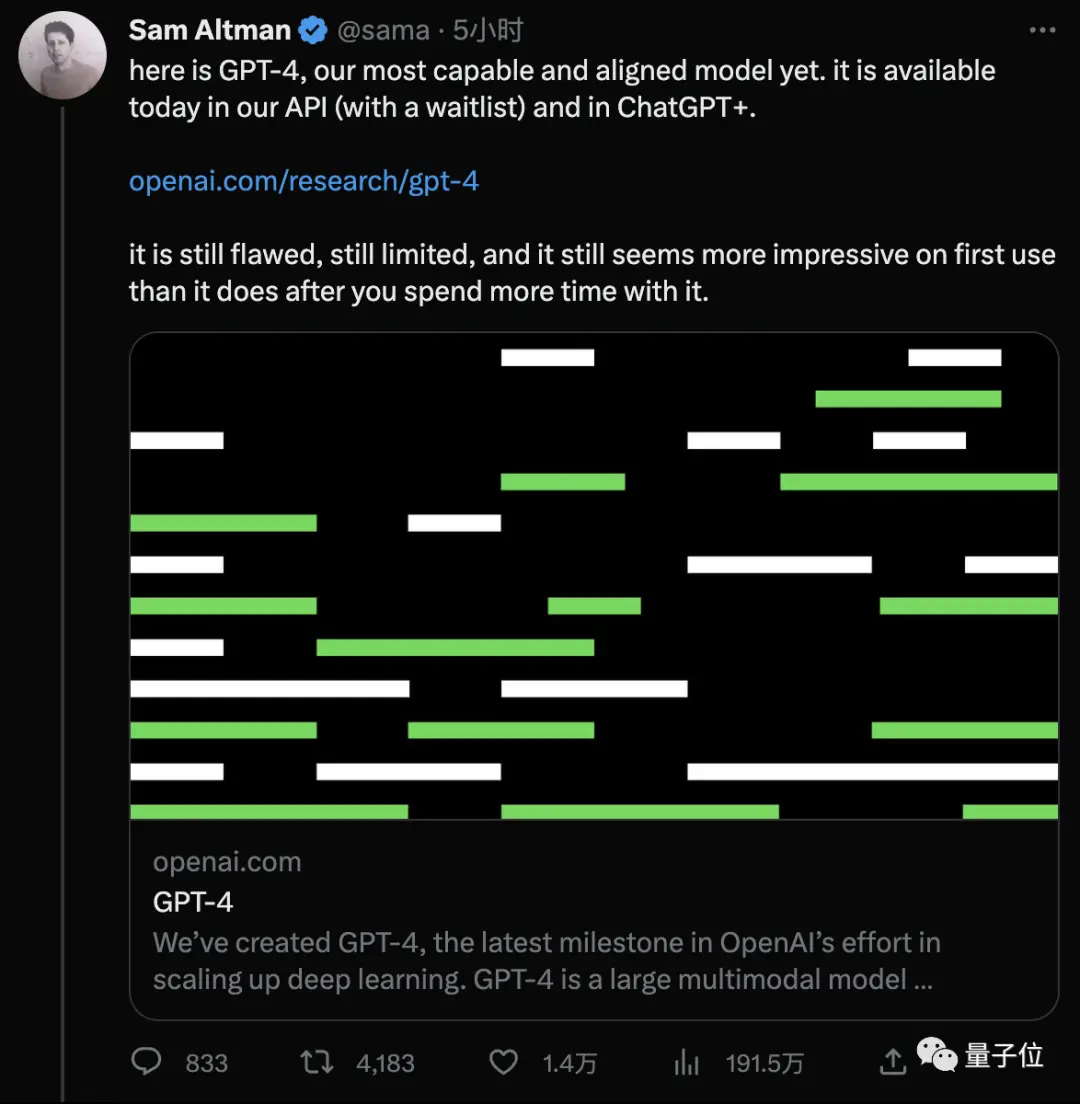 Sam Altman @sama · 5小时
here is GPT-4, our most capable and aligned model yet. it is available
today in our API (with a waitlist) and in ChatGPT+.
openai.com/research/gpt-4
it is still flawed, still limited, and it still seems more impressive on first use
than it does after you spend more time with it.
openai.com
GPT-4
We’ve created GPT-4, the latest milestone in OpenAI’s effort in
scaling up deep learning. GPT-4 is a large multimodal model ...
833 4,183 1.4万 191.5万 量子位